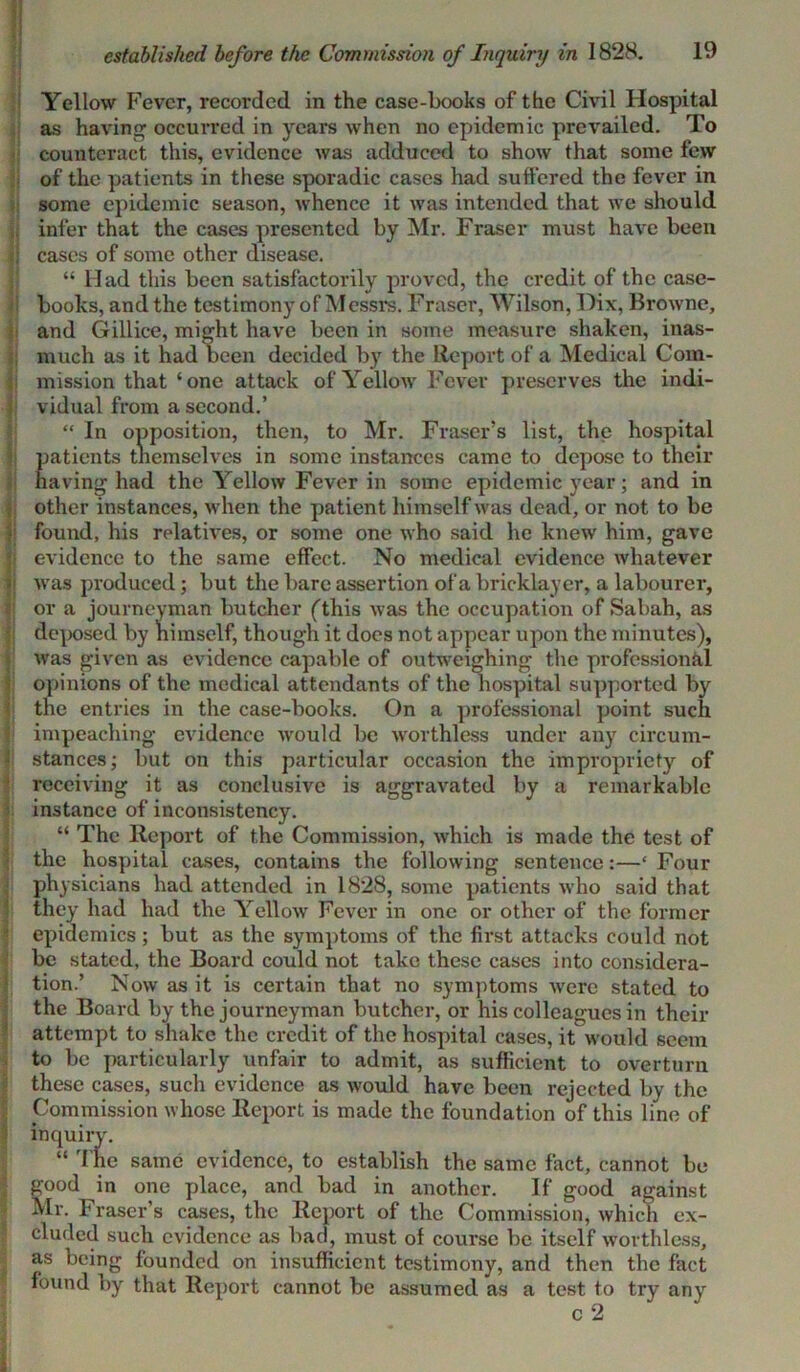 established before the Commission of Inquiry in 1828. 19
Yellow Fever, recorded in the case-books of the Civil Hospital
as having occurred in years when no epidemic prevailed. To
counteract this, evidence was adduced to show that some few
of the patients in these sporadic cases had suffered the fever in
some epidemic season, whence it was intended that we should
infer that the cases presented by Mr. Fraser must have been
cases of some other disease.
“ Had this been satisfactorily proved, the credit of the case-
books, and the testimony of Messrs. Fraser, Wilson, Dix, Browne,
and Gillice, might have been in some measure shaken, inas-
much as it had been decided by the Report of a Medical Com-
mission that ‘one attack of Yellow Fever preserves the indi-
vidual from a second.’
“ In opposition, then, to Mr. Fraser’s list, the hospital
patients themselves in some instances came to depose to their
having had the Yellow Fever in some epidemic year; and in
other instances, when the patient himself was dead, or not to be
found, his relatives, or some one who said he knew him, gave
evidence to the same effect. No medical evidence whatever
was produced; but the bare assertion of a bricklayer, a labourer,
or a journeyman butcher (this was the occupation of Sabah, as
deposed by himself, though it does not appear upon the minutes),
was given as evidence capable of outweighing the professional
opinions of the medical attendants of the hospital supported by
the entries in the case-books. On a professional point such
impeaching evidence would be worthless under any circum-
stances; but on this particular occasion the impropriety of
receiving it as conclusive is aggravated by a remarkable
instance of inconsistency.
“ The Report of the Commission, which is made the test of
the hospital cases, contains the following sentence:—‘ Four
physicians had attended in 1828, some patients who said that
they had had the Yellow Fever in one or other of the former
epidemics; but as the symptoms of the first attacks could not
be stated, the Board could not take these cases into considera-
tion.’ Now as it is certain that no symptoms were stated to
the Board by the journeyman butcher, or his colleagues in their
attempt to shake the credit of the hospital cases, it would seem
to be particularly unfair to admit, as sufficient to overturn
these cases, such evidence as would have been rejected by the
Commission whose Report is made the foundation of this line of
inquiry.
“ The same evidence, to establish the same fact, cannot be
good in one place, and bad in another. If good against
Mr. Fraser’s cases, the Report of the Commission, which ex-
cluded such evidence as bad, must of course be itself worthless,
as being founded on insufficient testimony, and then the fact
found by that Report cannot be assumed as a test to try any
c 2